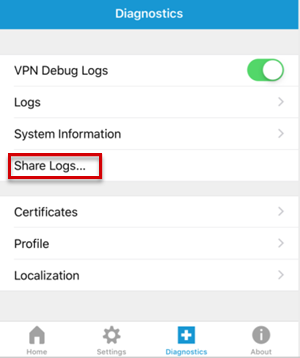 Diagnostics
VPN Debug Logs
Logs
System Information
Share Logs...
Certificates
Profile
Localization
Home Settings Diagnostics About